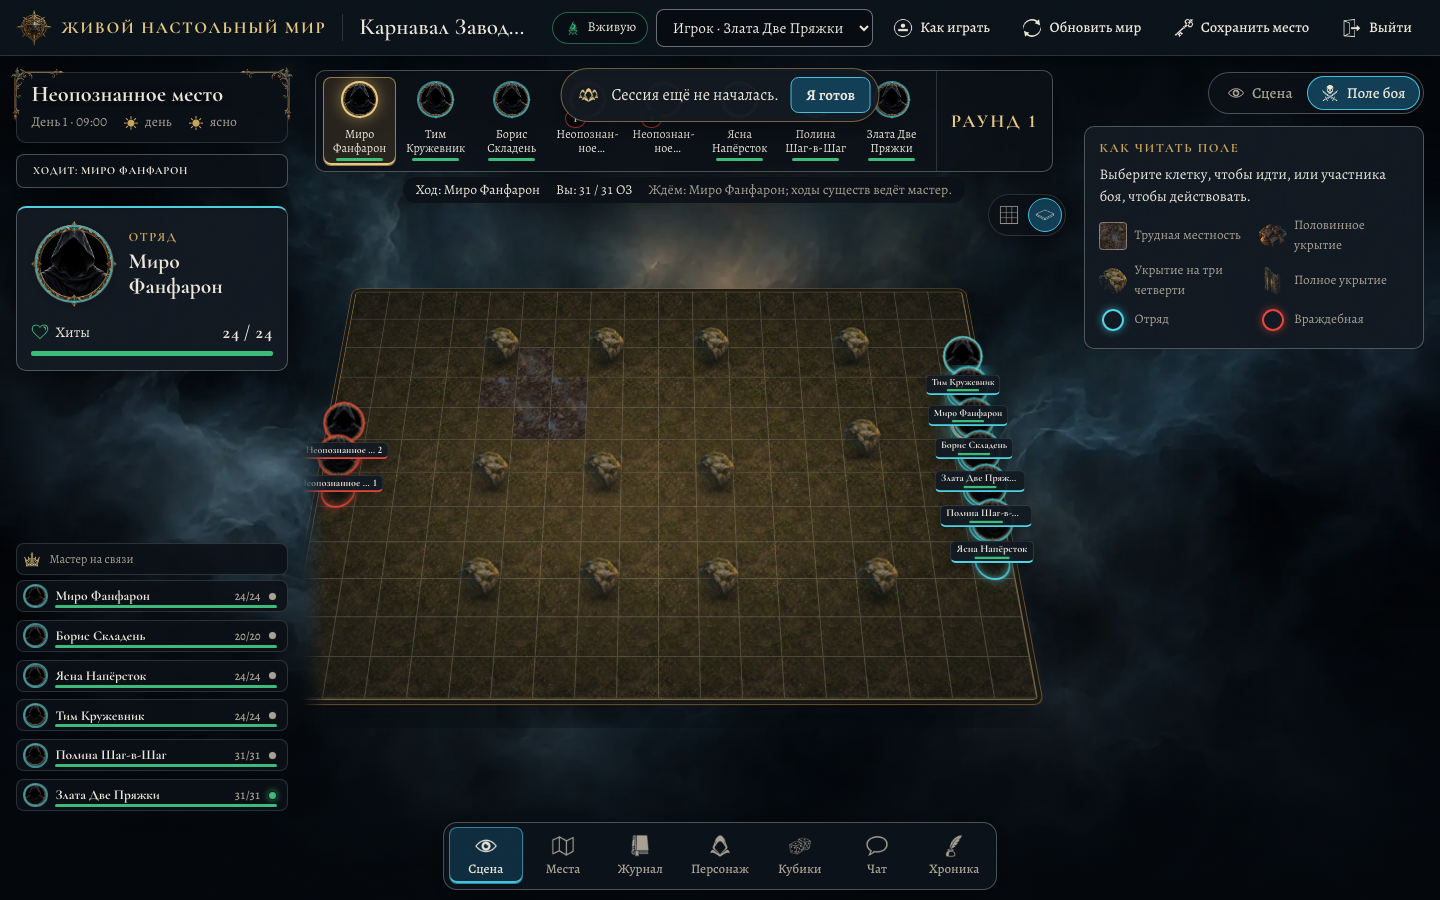 ЖИВОЙ НАСТОЛЬНЫЙ МИР
Карнавал Завод...
Вживую
Игрок · Злата Две Пряжки
Как играть
Обновить мир
Сохранить место
Выйти
Неопознанное место
День 1 · 09:00
день
ясно
ХОДИТ: МИРО ФАНФАРОН
ОТРЯД
Миро
Фанфарон
Хиты
24 / 24
Сессия ещё не началась.
Я готов
Миро
Фанфарон
Тим
Кружевник
Борис
Складень
Неопознан-
ное...
Неопознан-
ное...
Ясна
Напёрсток
Полина
Шаг-в-Шаг
Злата Две
Пряжки
РАУНД 1
Ход: Миро Фанфарон
Вы: 31 / 31 ОЗ
Ждём: Миро Фанфарон; ходы существ ведёт мастер.
Сцена
Поле боя
КАК ЧИТАТЬ ПОЛЕ
Выберите клетку, чтобы идти, или участника
боя, чтобы действовать.
Трудная местность
Половинное
укрытие
Укрытие на три
четверти
Полное укрытие
Отряд
Враждебная
Тим Кружевник
Миро Фанфарон
Борис Складень
Злата Две Пряж...
Полина Шаг-в-...
Ясна Напёрсток
Неопознанное ... 2
еопознанное ... 1
Мастер на связи
Миро Фанфарон
24/24
Борис Складень
20/20
Ясна Напёрсток
24/24
Тим Кружевник
24/24
Полина Шаг-в-Шаг
31/31
Злата Две Пряжки
31/31
Сцена
Места
Журнал
Персонаж
Кубики
Чат
Хроника